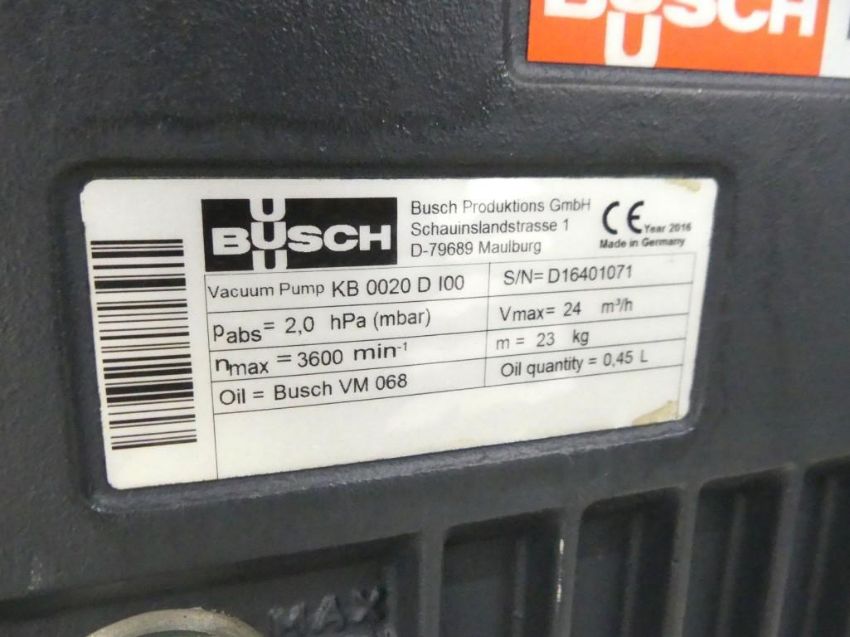 BUSCH
BUSCH
Busch Produktions GmbH
Schauinslandstrasse 1
D-79689 Maulburg
CE Year 2016
Made in Germany
Vacuum Pump KB 0020 D I00
S/N= D16401071
pabs= 2,0 hPa (mbar)
Vmax= 24 m³/h
nmax = 3600 min-1
m = 23 kg
Oil = Busch VM 068
Oil quantity = 0,45 L
MAX